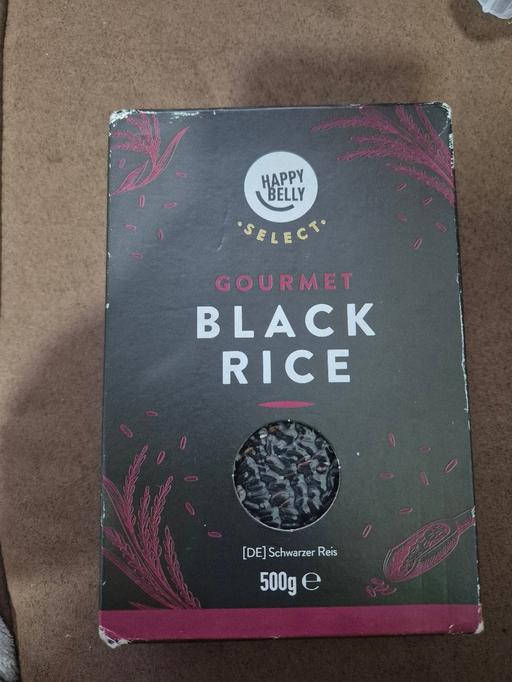 HAPPY
BELLY
·SELECT·
GOURMET
BLACK
RICE
[DE] Schwarzer Reis
500g ℮